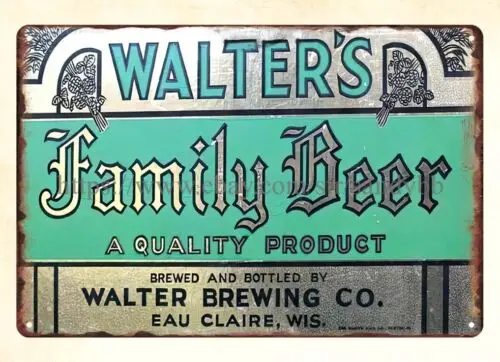 WALTER'S
Family Beer
A QUALITY PRODUCT
BREWED AND BOTTLED BY
WALTER BREWING CO.
EAU CLAIRE, WIS.